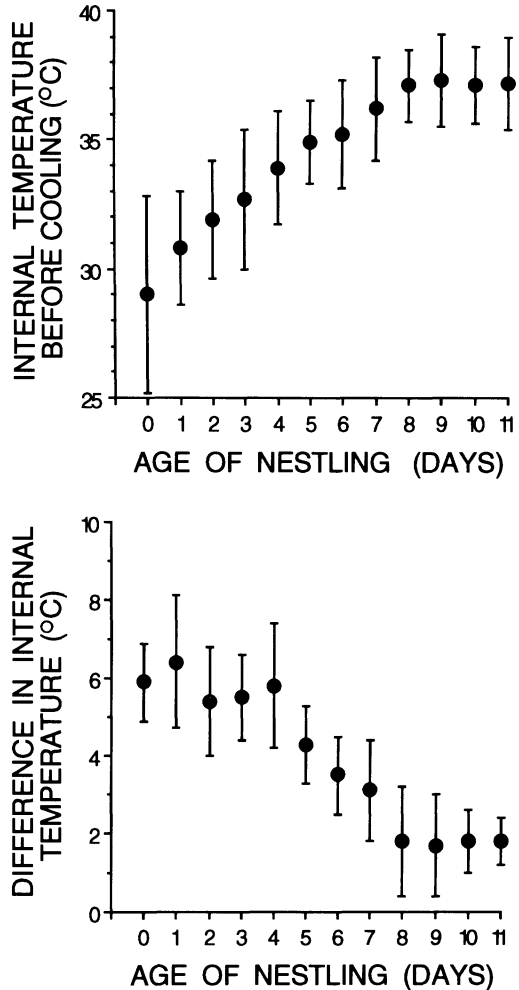 40
35
30
25
INTERNAL TEMPERATURE
BEFORE COOLING (°C)
0 1 2 3 4 5 6 7 8 9 10 11
AGE OF NESTLING (DAYS)
10
8
6
4
2
0
DIFFERENCE IN INTERNAL
TEMPERATURE (°C)
0 1 2 3 4 5 6 7 8 9 10 11
AGE OF NESTLING (DAYS)